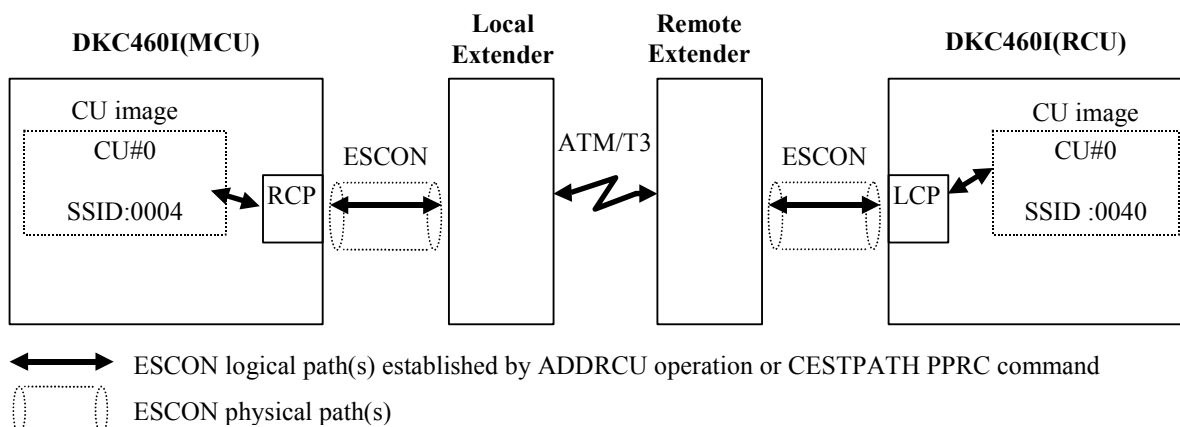 DKC460I(MCU)
Local
Extender
Remote
Extender
DKC460I(RCU)
CU image
CU#0
SSID:0004
RCP
ESCON
ATM/T3
ESCON
LCP
CU image
CU#0
SSID :0040
ESCON logical path(s) established by ADDRCU operation or CESTPATH PPRC command
ESCON physical path(s)